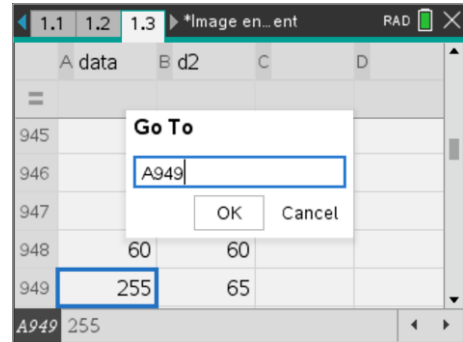 1.1 1.2 1.3 *Image en…ent RAD
A data B d2 C D
=
945
Go To
946
A949
947
OK Cancel
948 60 60
949 255 65
A949 255